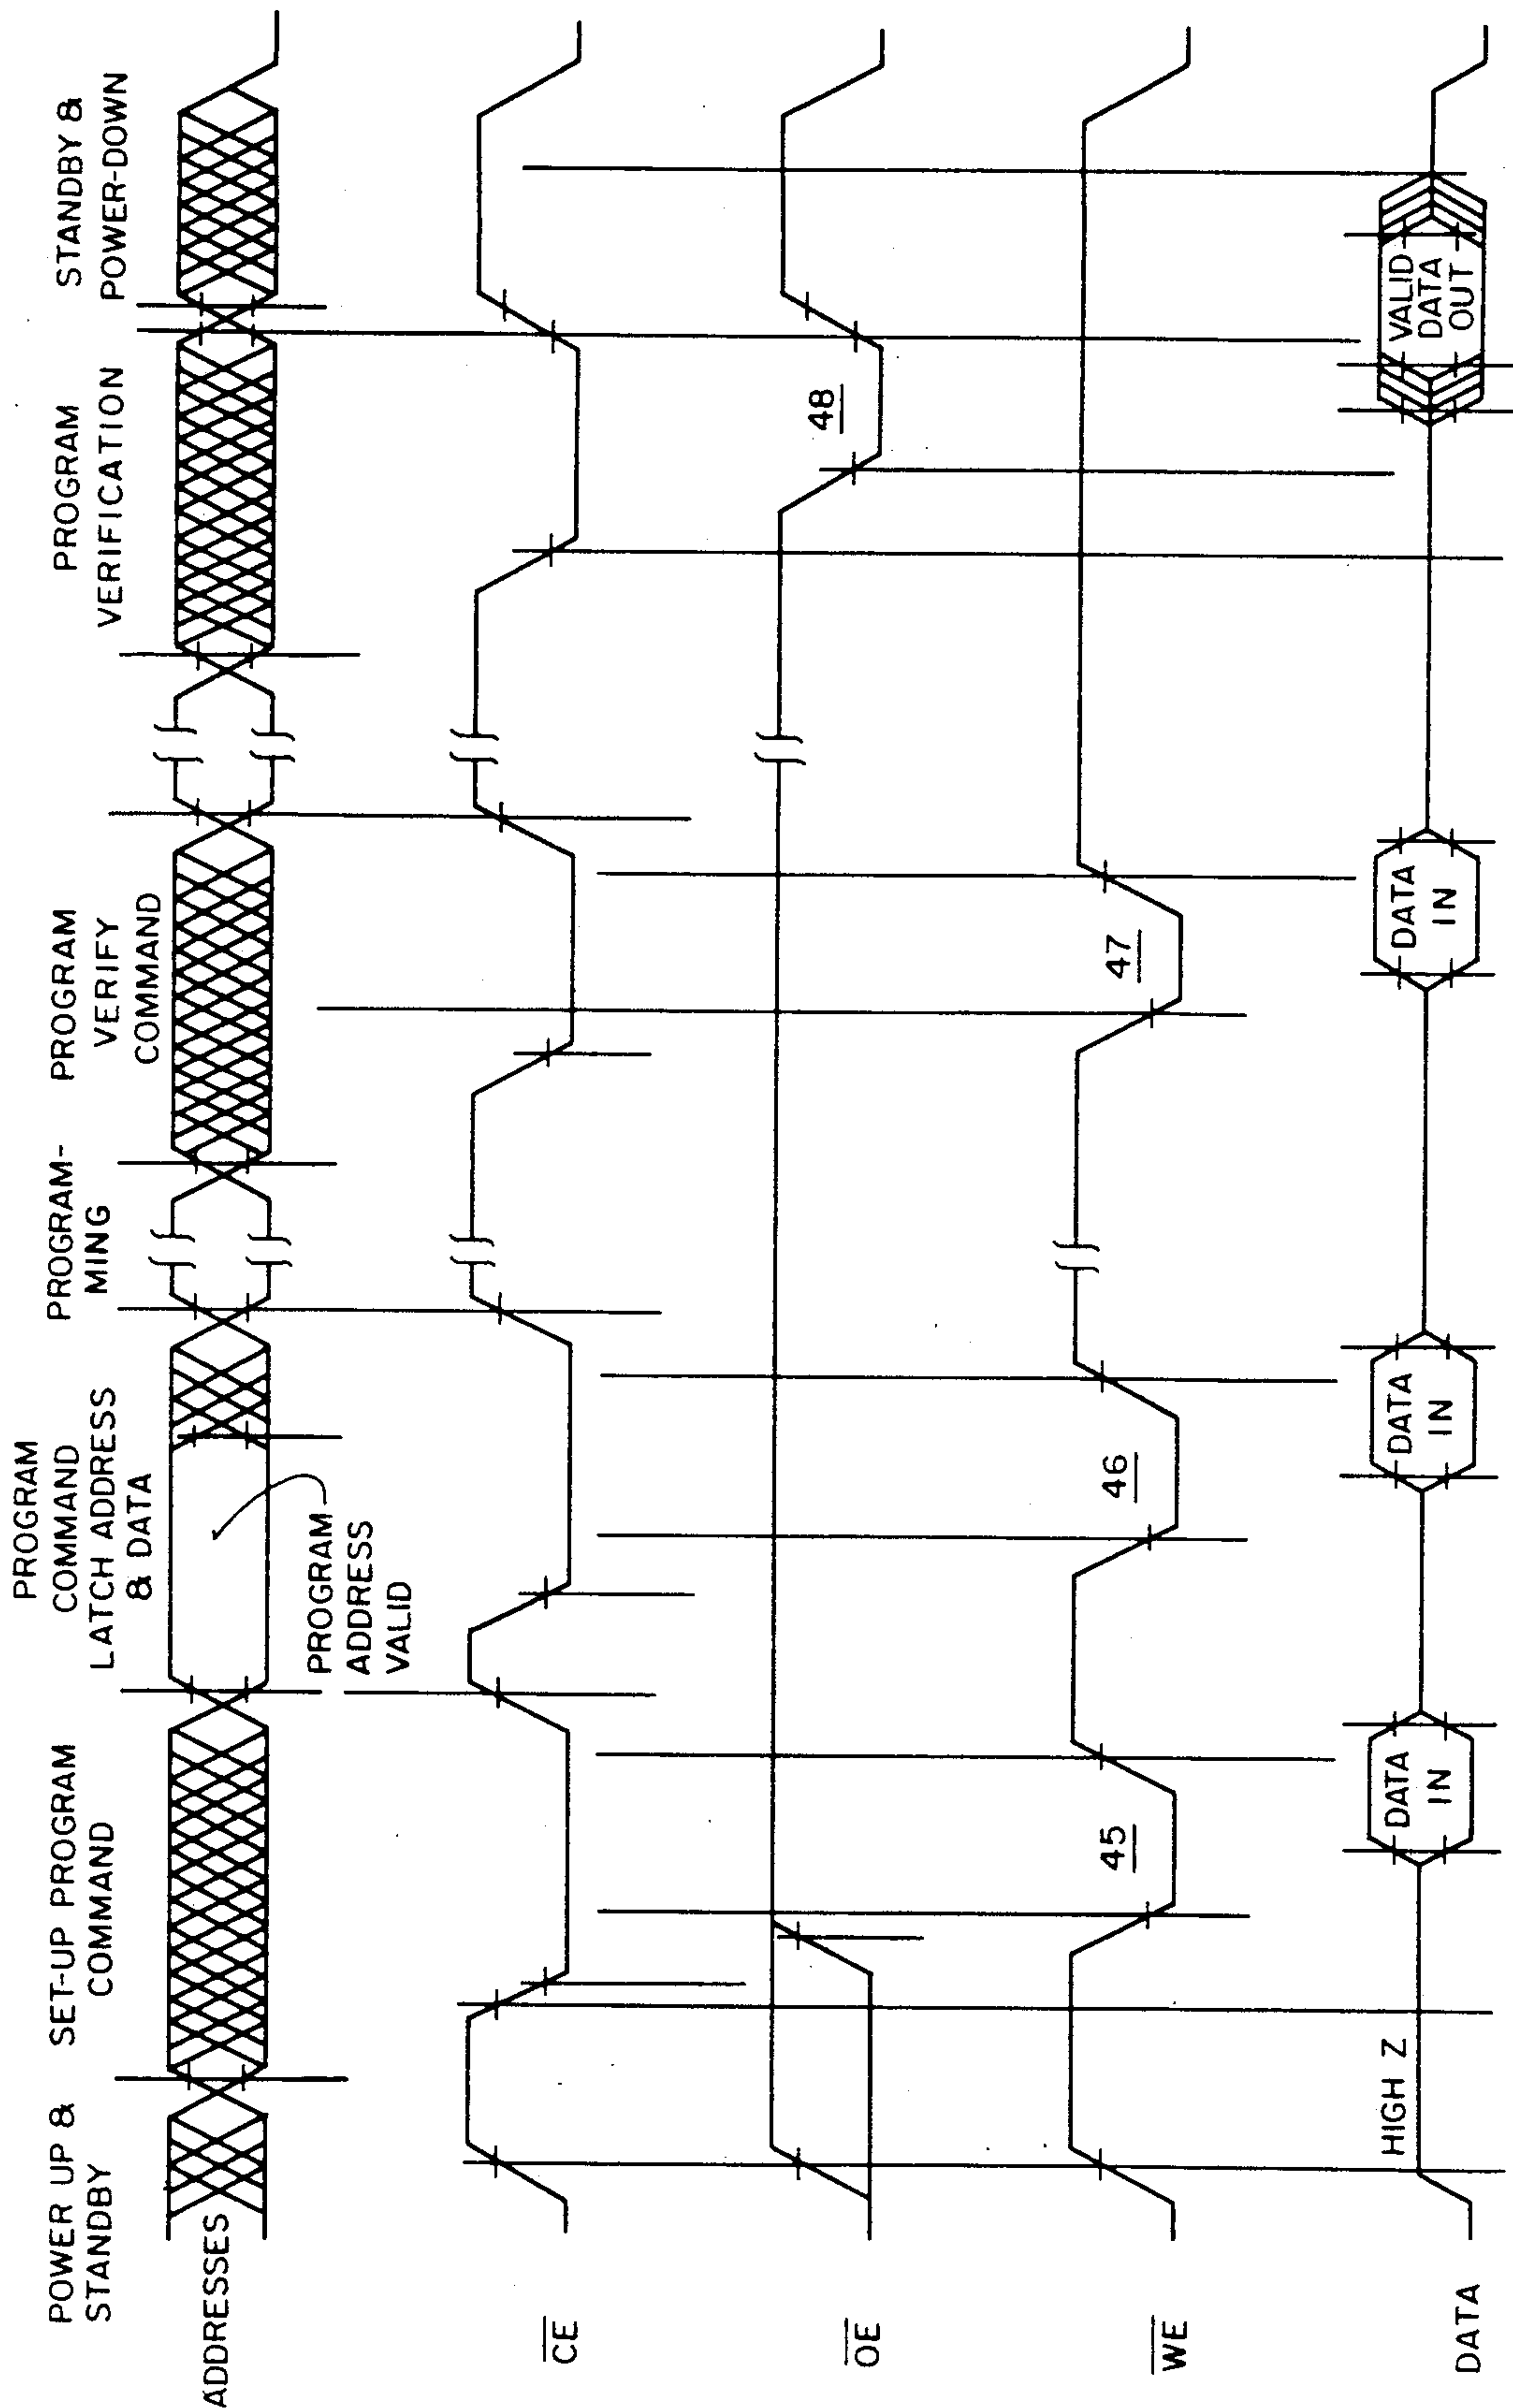 POWER UP &
STANDBY
SET-UP PROGRAM
COMMAND
PROGRAM
COMMAND
LATCH ADDRESS
& DATA
PROGRAM-
MING
PROGRAM
VERIFY
COMMAND
PROGRAM
VERIFICATION
STANDBY &
POWER-DOWN
ADDRESSES
PROGRAM
ADDRESS
VALID
CE
OE
48
WE
45
46
47
DATA
HIGH Z
DATA
IN
DATA
IN
DATA
IN
VALID
DATA
OUT